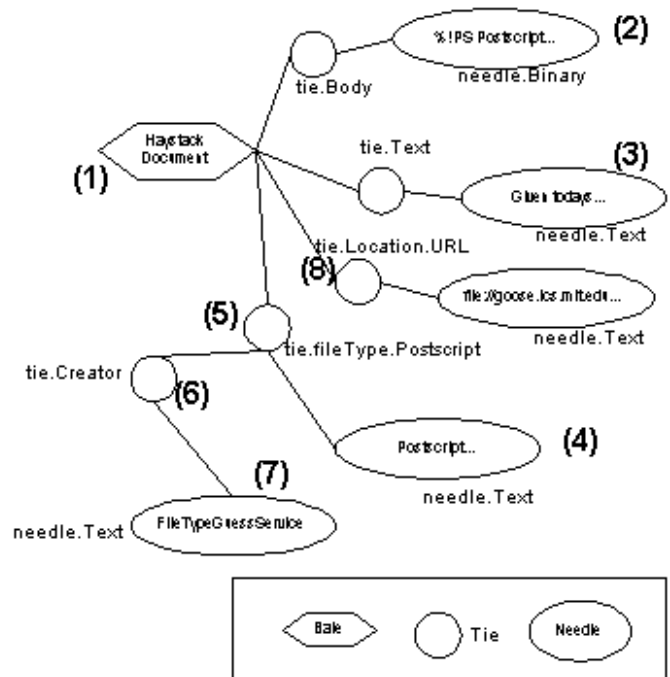 %!PS Postscript...
(2)
tie.Body
needle.Binary
Haystack
Document
(1)
tie.Text
(3)
Given todays...
needle.Text
tie.Location.URL
(8)
file://goose.lcs.mit.edu...
needle.Text
(5)
tie.fileType.Postscript
tie.Creator
(6)
Postscript...
(4)
needle.Text
(7)
FileTypeGuessService
needle.Text
Bale
Tie
Needle